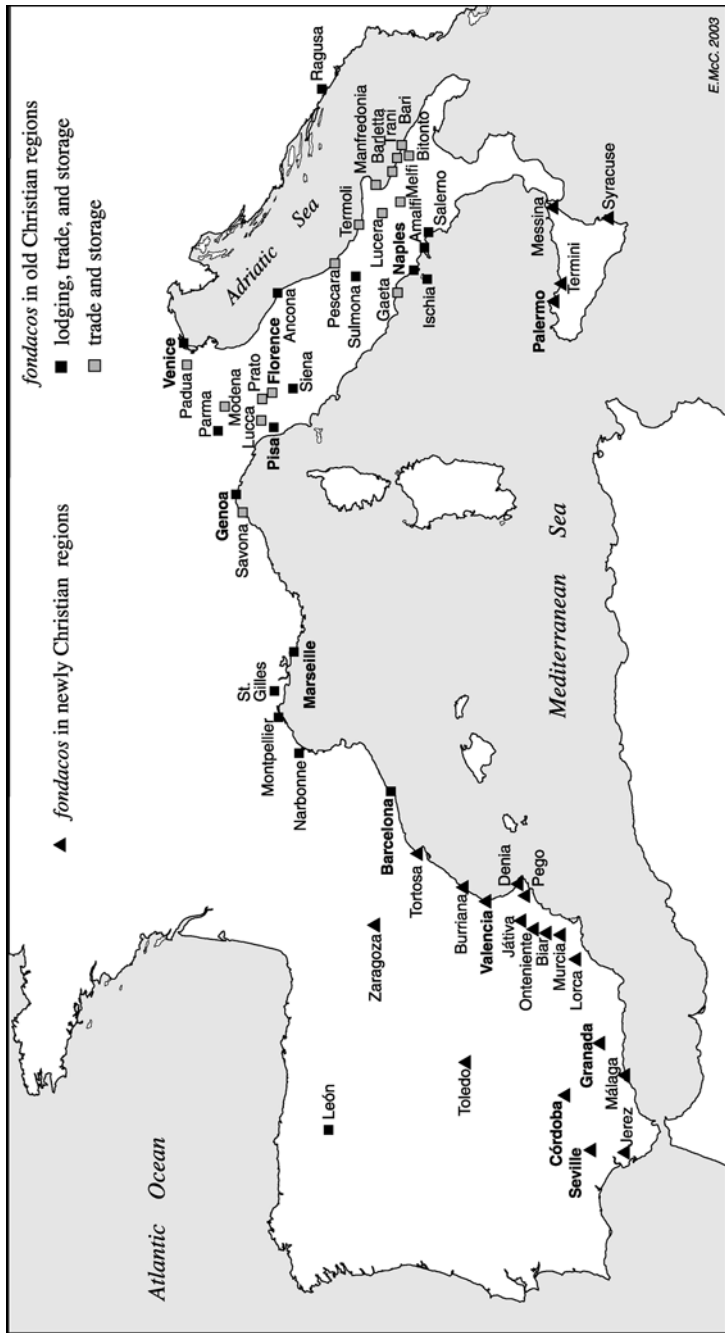 fondacos in newly Christian regions
fondacos in old Christian regions
lodging, trade, and storage
trade and storage
Atlantic Ocean
Adriatic
Sea
Mediterranean
Sea
León
Zaragoza
Toledo
Córdoba
Seville
Jerez
Málaga
Granada
Lorca
Murcia
Biar
Onteniente
Játiva
Pego
Denia
Valencia
Burriana
Tortosa
Barcelona
Narbonne
Montpellier
St.
Gilles
Marseille
Savona
Genoa
Parma
Modena
Padua
Venice
Lucca
Prato
Pisa
Florence
Siena
Ancona
Pescara
Sulmona
Termoli
Gaeta
Lucera
Naples
Ischia
Amalfi
Salerno
Melfi
Manfredonia
Barletta
Trani
Bari
Bitonto
Ragusa
Palermo
Termini
Messina
Syracuse
E.McC. 2003